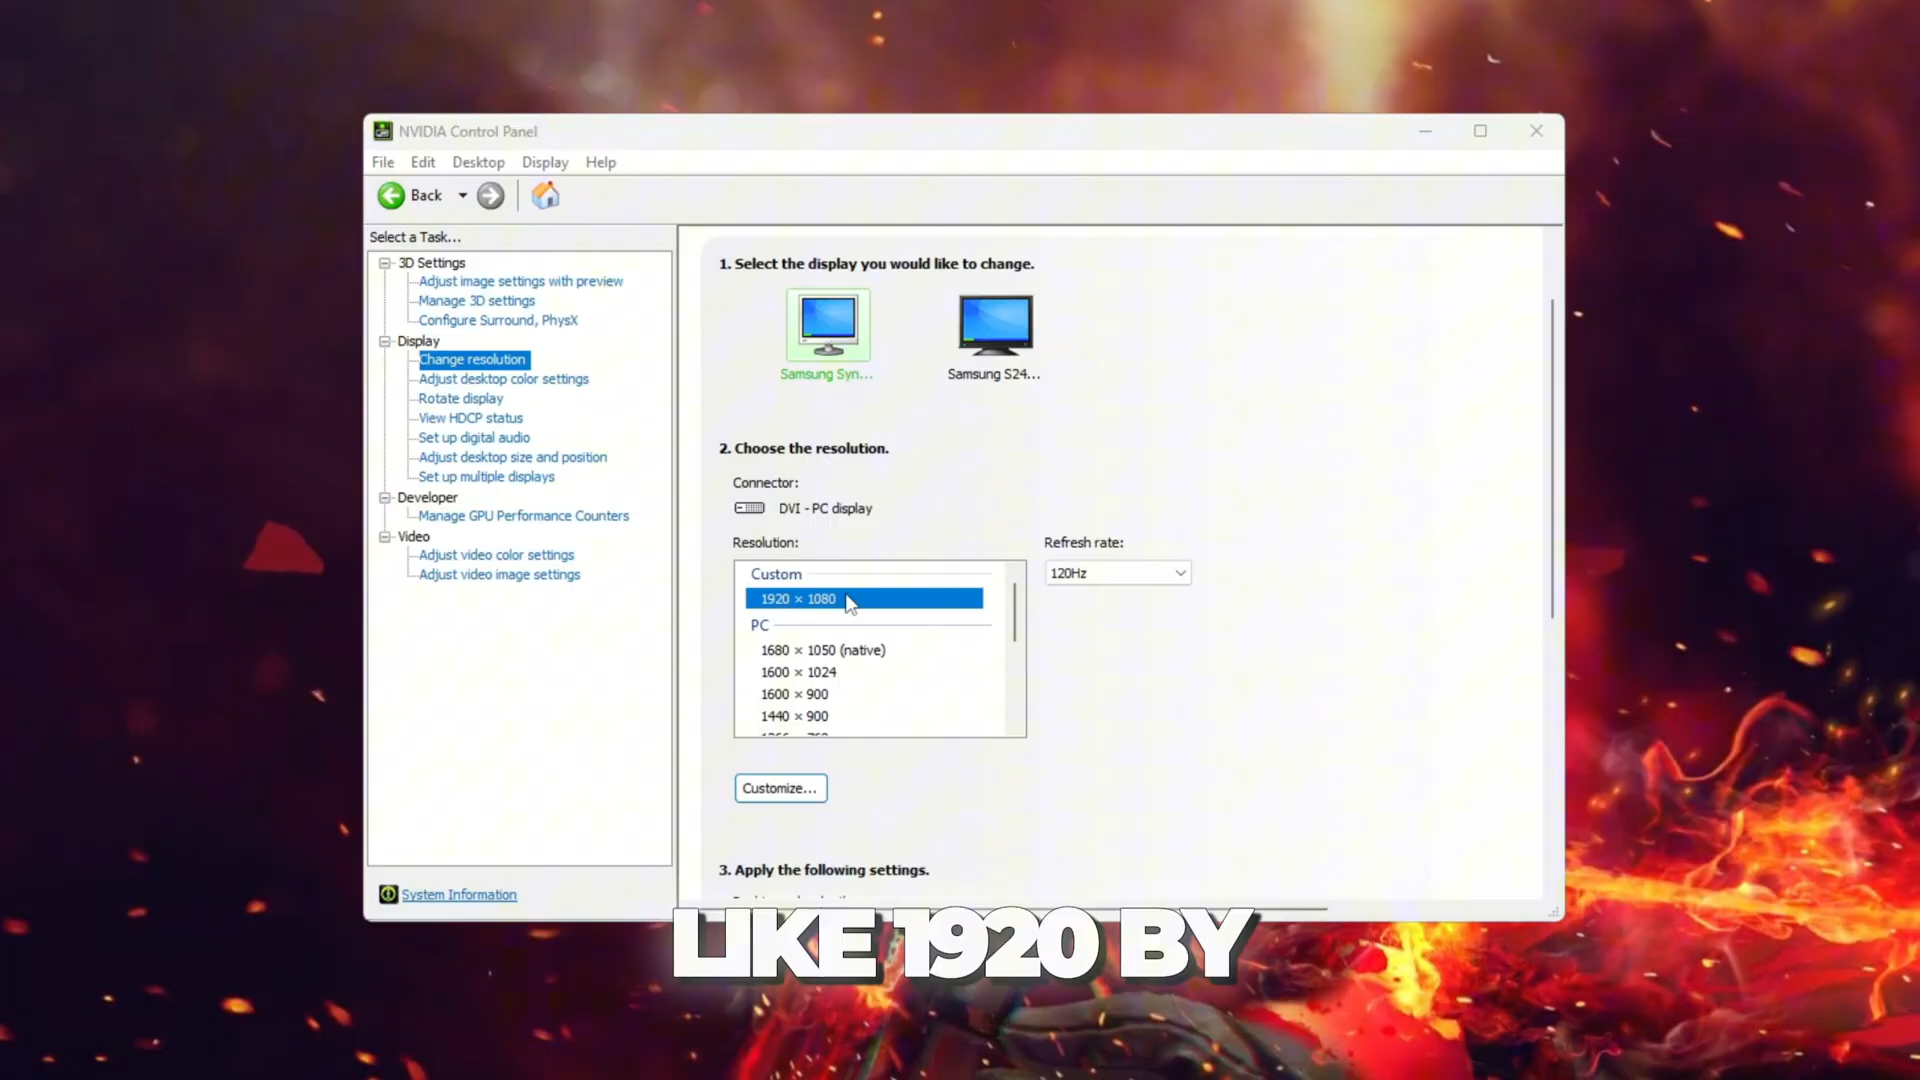 NVIDIA Control Panel
File Edit Desktop Display Help
Back
Select a Task...
3D Settings
Adjust image settings with preview
Manage 3D settings
Configure Surround, PhysX
Display
Change resolution
Adjust desktop color settings
Rotate display
View HDCP status
Set up digital audio
Adjust desktop size and position
Set up multiple displays
Developer
Manage GPU Performance Counters
Video
Adjust video color settings
Adjust video image settings
System Information
1. Select the display you would like to change.
Samsung Syn... Samsung S24...
2. Choose the resolution.
Connector:
DVI - PC display
Resolution:
Custom
1920 × 1080
PC
1680 × 1050 (native)
1600 × 1024
1600 × 900
1440 × 900
Refresh rate:
120Hz
Customize...
3. Apply the following settings.
LIKE 1920 BY